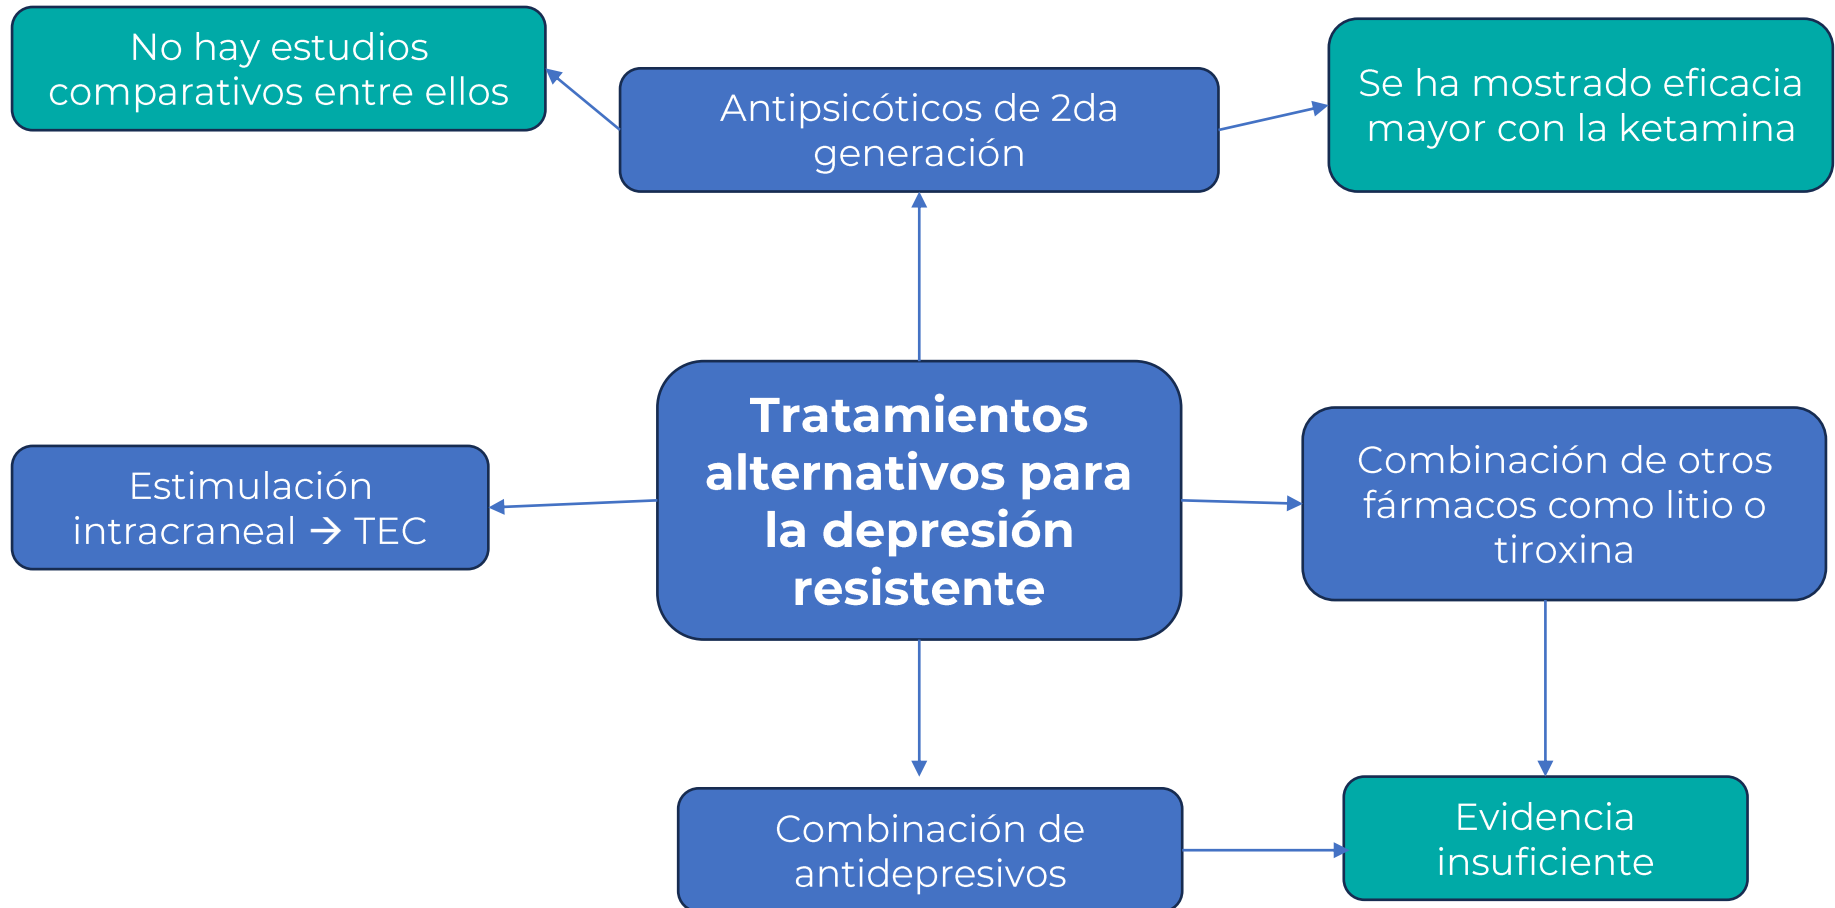 No hay estudios
comparativos entre ellos
Antipsicóticos de 2da
generación
Se ha mostrado eficacia
mayor con la ketamina
Tratamientos
alternativos para
la depresión
resistente
Estimulación
intracraneal → TEC
Combinación de otros
fármacos como litio o
tiroxina
Combinación de
antidepresivos
Evidencia
insuficiente